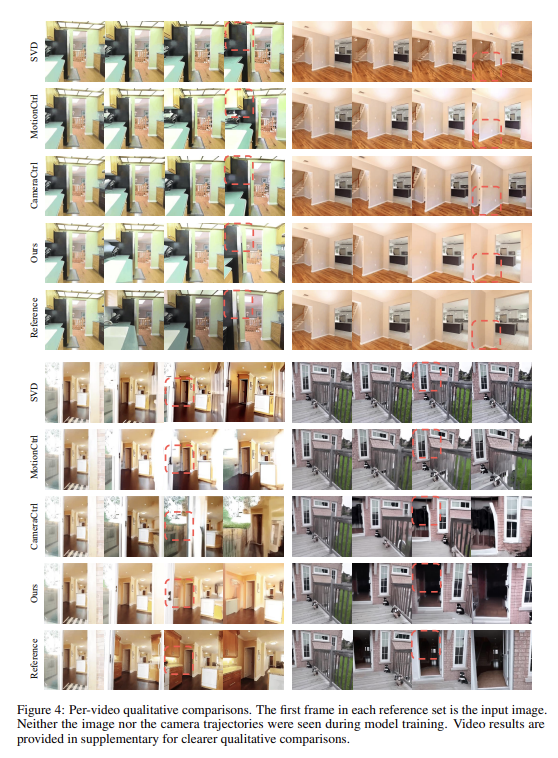 SVD
MotionCtrl
CameraCtrl
Ours
Reference
SVD
MotionCtrl
CameraCtrl
Ours
Reference
Figure 4: Per-video qualitative comparisons. The first frame in each reference set is the input image.
Neither the image nor the camera trajectories were seen during model training. Video results are
provided in supplementary for clearer qualitative comparisons.